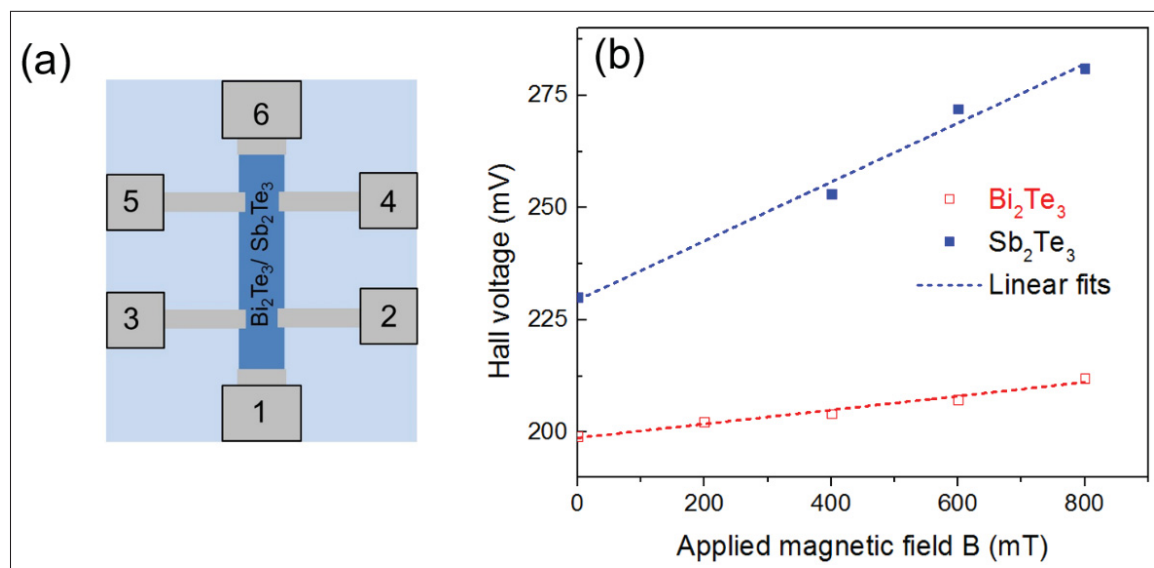 (a)
6
5
4
Bi₂Te₃/ Sb₂Te₃
3
2
1
(b)
Hall voltage (mV)
275
250
225
200
Bi₂Te₃
Sb₂Te₃
Linear fits
0 200 400 600 800
Applied magnetic field B (mT)